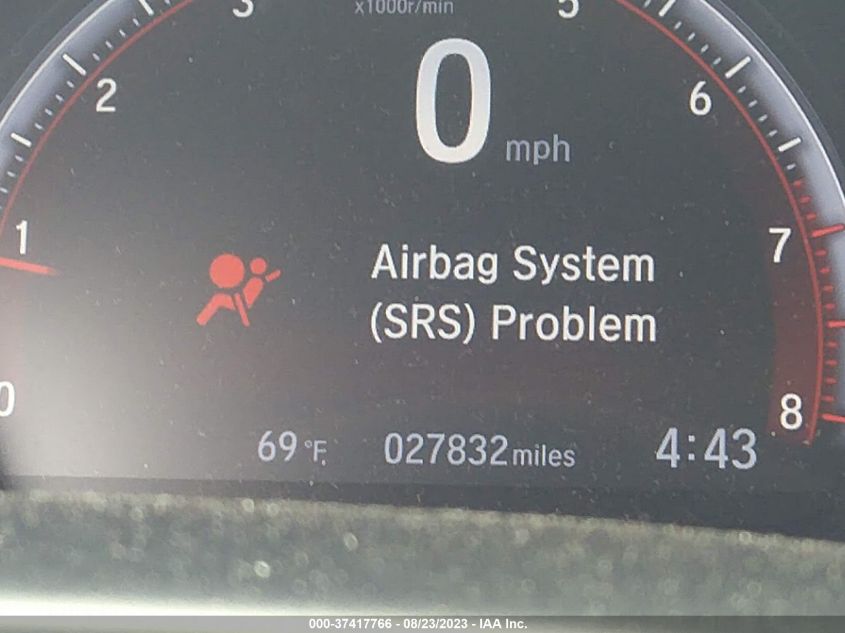 3 x1000r/min 5
0
2 6
mph
1 Airbag System 7
(SRS) Problem
0 8
69°F 027832 miles 4:43
000-37417766 - 08/23/2023 - IAA Inc.